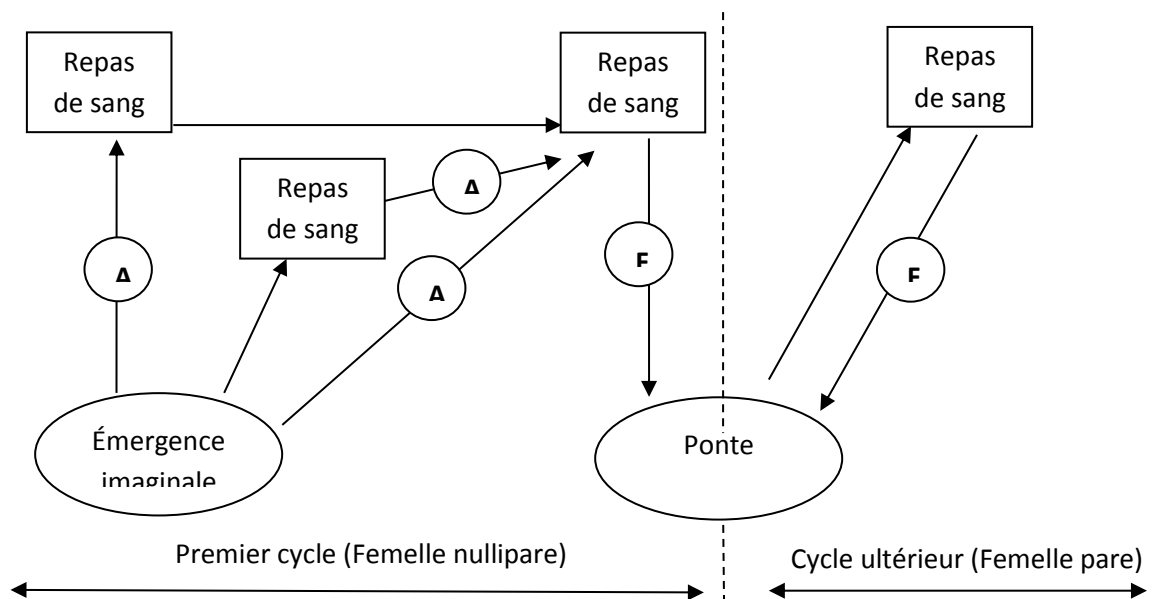 Repas
de sang
Repas
de sang
Repas
de sang
Repas
de sang
Émergence
imaginale
Ponte
Premier cycle (Femelle nullipare)
Cycle ultérieur (Femelle pare)